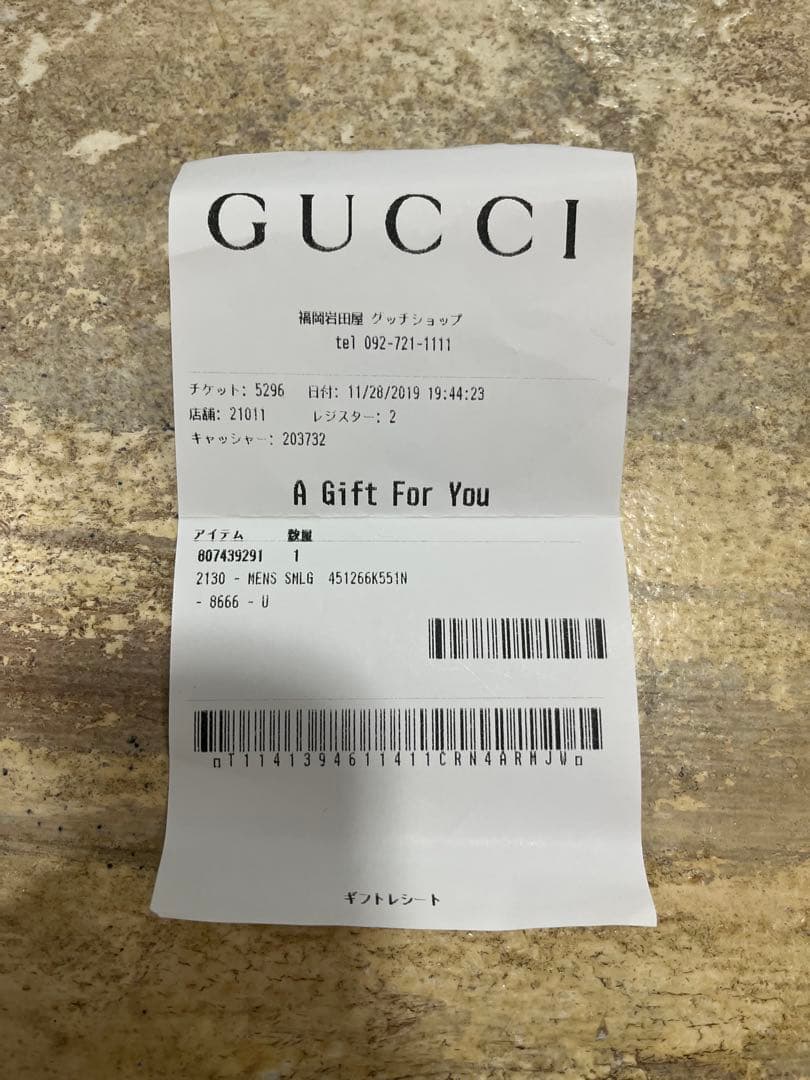 GUCCI
福岡岩田屋 グッチショップ
tel 092-721-1111
チケット: 5296 日付: 11/28/2019 19:44:23
店舗: 21011 レジスター: 2
キャッシャー: 203732
A Gift For You
アイテム 数量
807439291 1
2130 - MENS SMLG 451266K551N
- 8666 - U
T1141394611411CRN4ARMJW
ギフトレシート